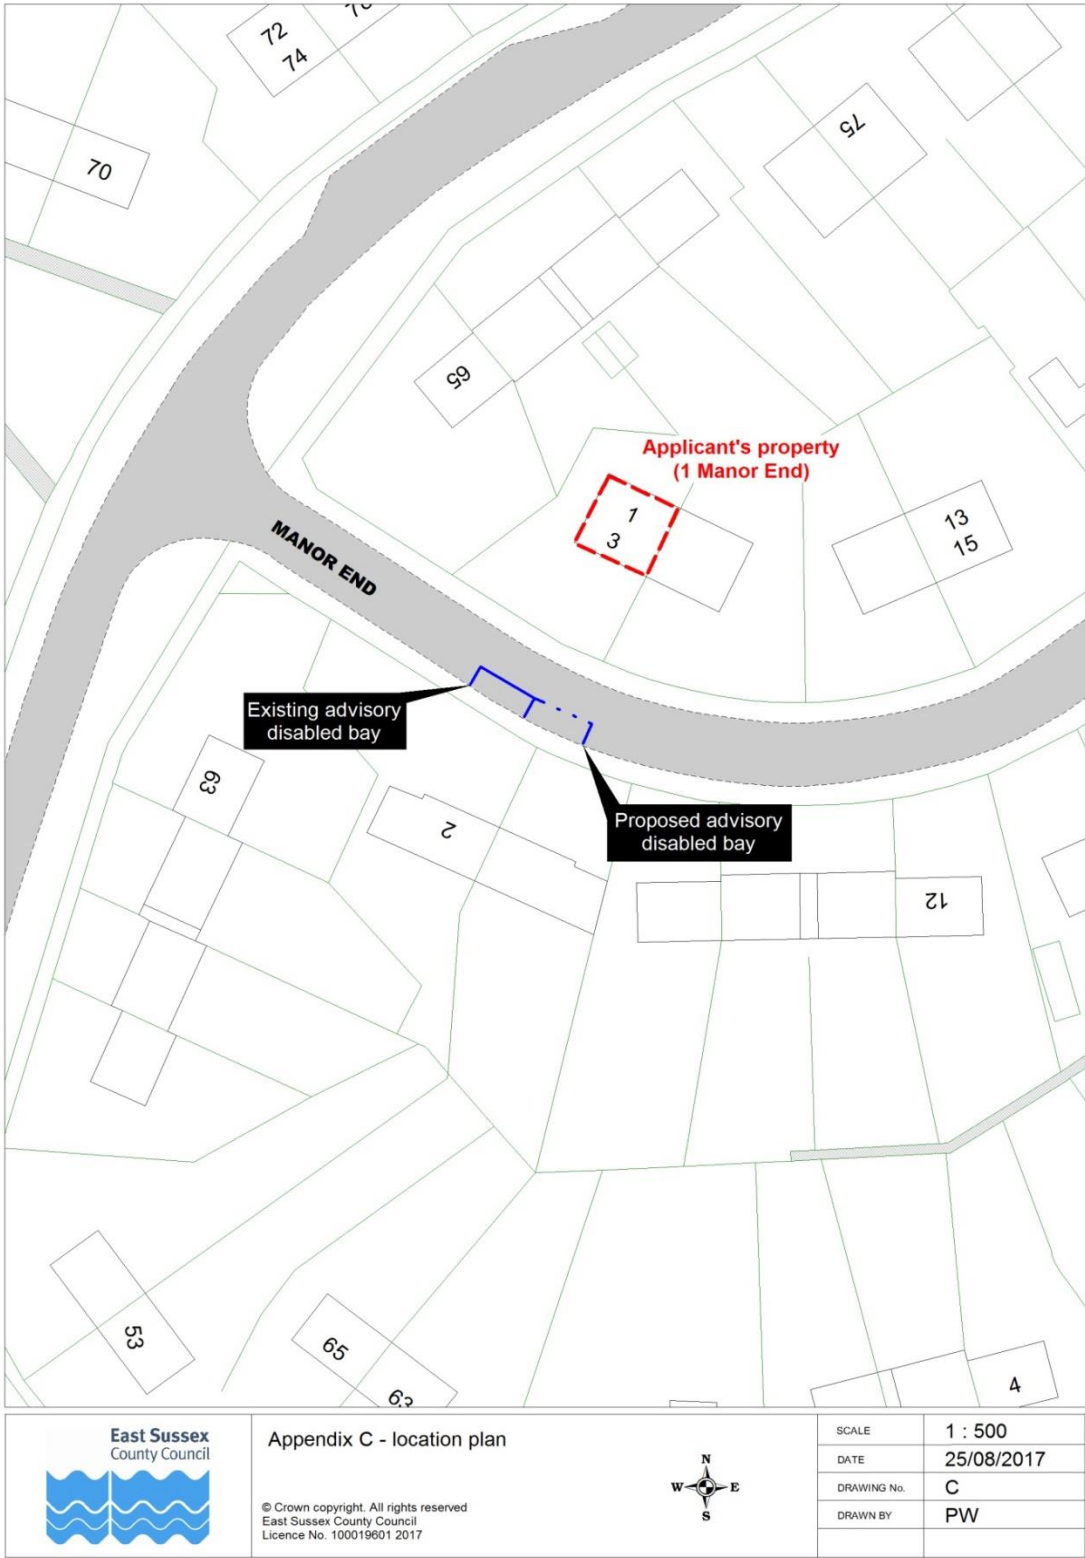 72
74
70
75
65
Applicant's property
(1 Manor End)
1
3
13
15
MANOR END
Existing advisory
disabled bay
63
2
Proposed advisory
disabled bay
12
53
65
63
4
East Sussex
County Council
Appendix C - location plan
© Crown copyright. All rights reserved
East Sussex County Council
Licence No. 100019601 2017
N
W E
S
SCALE 1 : 500
DATE 25/08/2017
DRAWING No. C
DRAWN BY PW